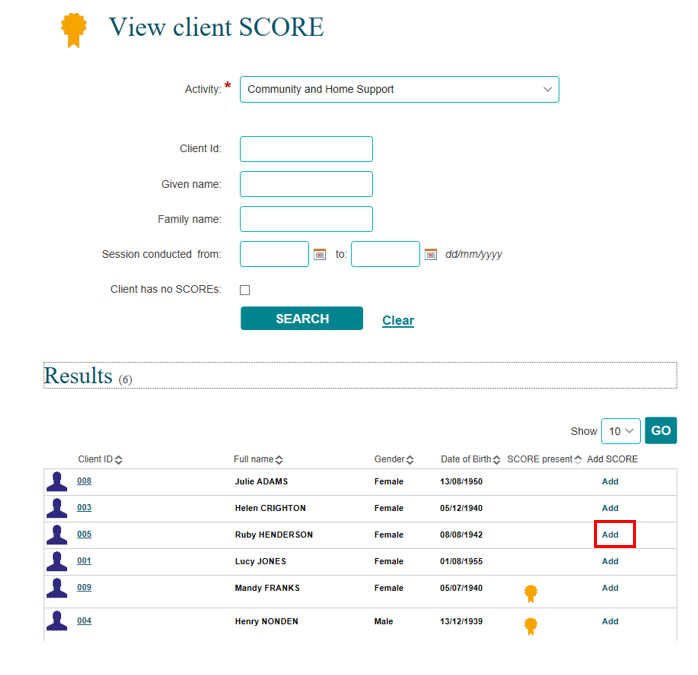 View client SCORE
Activity: * Community and Home Support
Client Id:
Given name:
Family name:
Session conducted from: to: dd/mm/yyyy
Client has no SCOREs:
SEARCH Clear
Results (6)
Show 10 GO
Client ID Full name Gender Date of Birth SCORE present Add SCORE
008 Julie ADAMS Female 13/08/1950 Add
003 Helen CRIGHTON Female 05/12/1940 Add
005 Ruby HENDERSON Female 08/08/1942 Add
001 Lucy JONES Female 01/08/1955 Add
009 Mandy FRANKS Female 05/07/1940 Add
004 Henry NONDEN Male 13/12/1939 Add